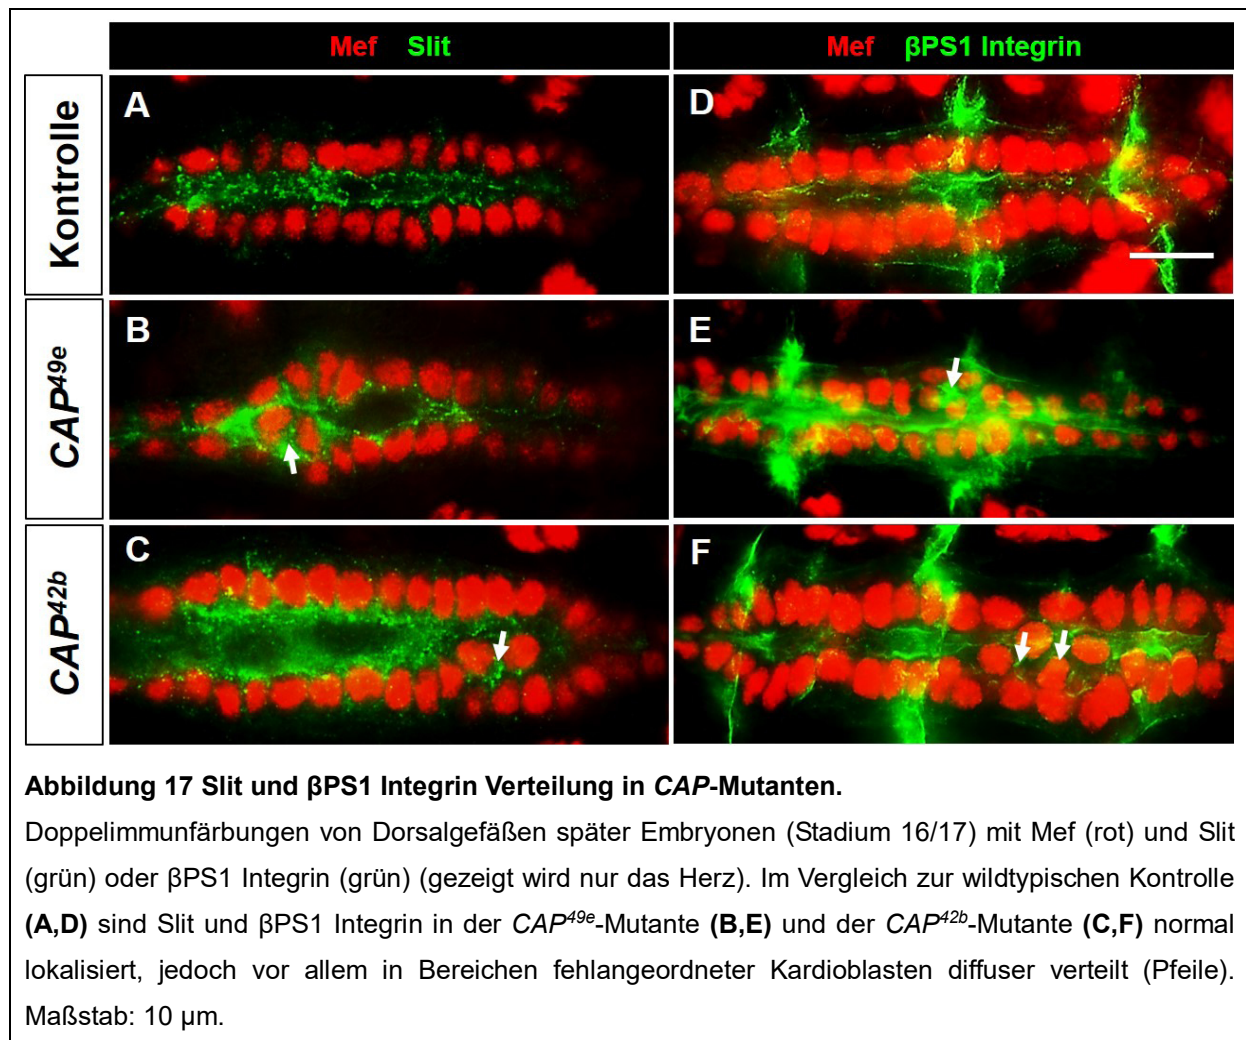 Mef Slit
Mef βPS1 Integrin
Kontrolle
A
D
CAP49e
B
E
CAP42b
C
F
Abbildung 17 Slit und βPS1 Integrin Verteilung in CAP-Mutanten.
Doppelimmunfärbungen von Dorsalgefäßen später Embryonen (Stadium 16/17) mit Mef (rot) und Slit
(grün) oder βPS1 Integrin (grün) (gezeigt wird nur das Herz). Im Vergleich zur wildtypischen Kontrolle
(A,D) sind Slit und βPS1 Integrin in der CAP49e-Mutante (B,E) und der CAP42b-Mutante (C,F) normal
lokalisiert, jedoch vor allem in Bereichen fehlangeordneter Kardioblasten diffuser verteilt (Pfeile).
Maßstab: 10 µm.